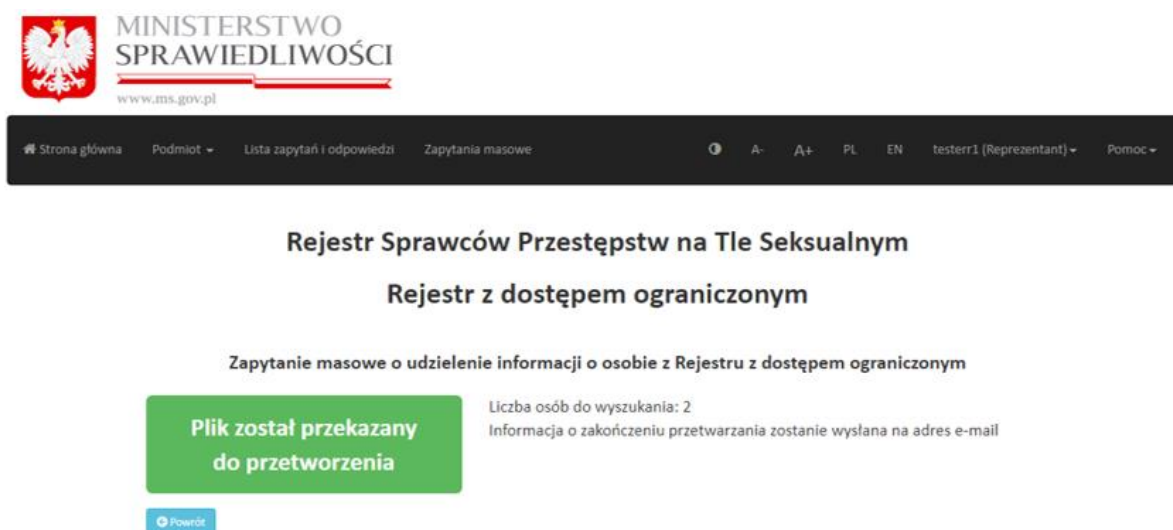 MINISTERSTWO
SPRAWIEDLIWOŚCI
www.ms.gov.pl
Strona główna Podmiot Lista zapytań i odpowiedzi Zapytania masowe A- A+ PL EN testerr1 (Reprezentant) Pomoc
Rejestr Sprawców Przestępstw na Tle Seksualnym
Rejestr z dostępem ograniczonym
Zapytanie masowe o udzielenie informacji o osobie z Rejestru z dostępem ograniczonym
Plik został przekazany
do przetworzenia
Liczba osób do wyszukania: 2
Informacja o zakończeniu przetwarzania zostanie wysłana na adres e-mail
Powrót